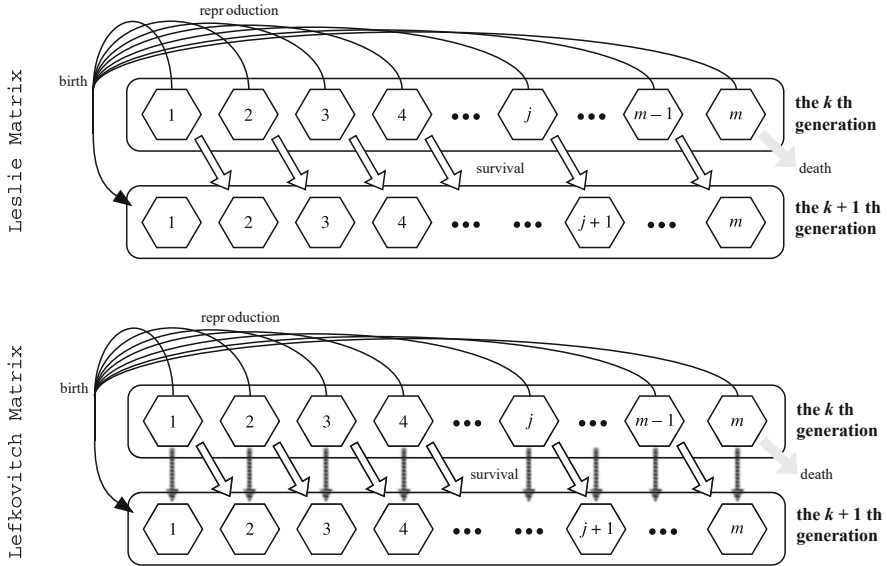 Leslie Matrix
repr oduction
birth
1 2 3 4 ••• j ••• m – 1 m
the k th
generation
survival
death
1 2 3 4 ••• ••• j + 1 ••• m
the k + 1 th
generation
Lefkovitch Matrix
repr oduction
birth
1 2 3 4 ••• j ••• m – 1 m
the k th
generation
survival
death
1 2 3 4 ••• ••• j + 1 ••• m
the k + 1 th
generation